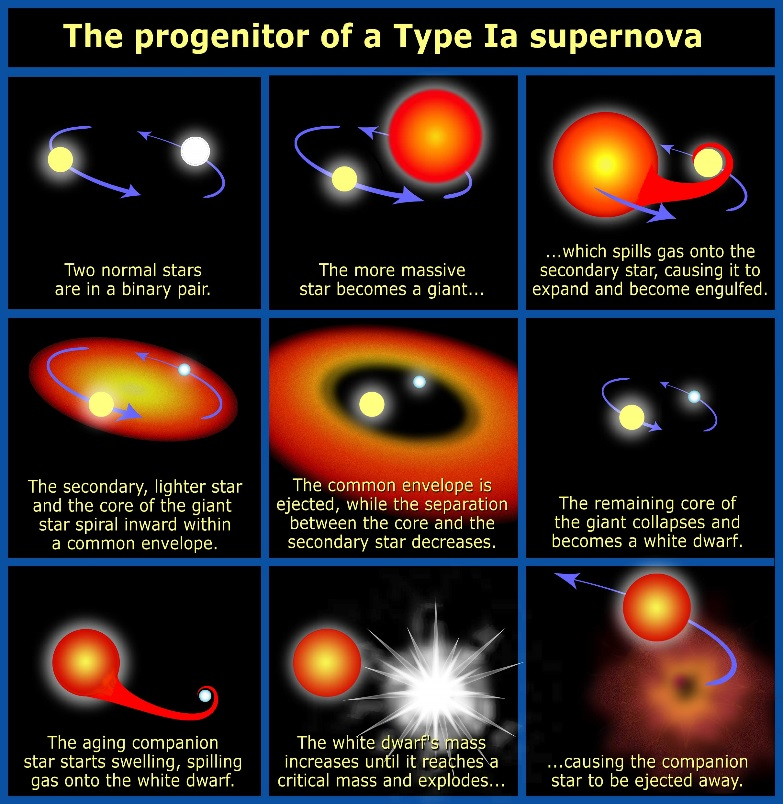 The progenitor of a Type Ia supernova
Two normal stars
are in a binary pair.
The more massive
star becomes a giant...
...which spills gas onto the
secondary star, causing it to
expand and become engulfed.
The secondary, lighter star
and the core of the giant
star spiral inward within
a common envelope.
The common envelope is
ejected, while the separation
between the core and the
secondary star decreases.
The remaining core of
the giant collapses and
becomes a white dwarf.
The aging companion
star starts swelling, spilling
gas onto the white dwarf.
The white dwarf's mass
increases until it reaches a
critical mass and explodes...
...causing the companion
star to be ejected away.